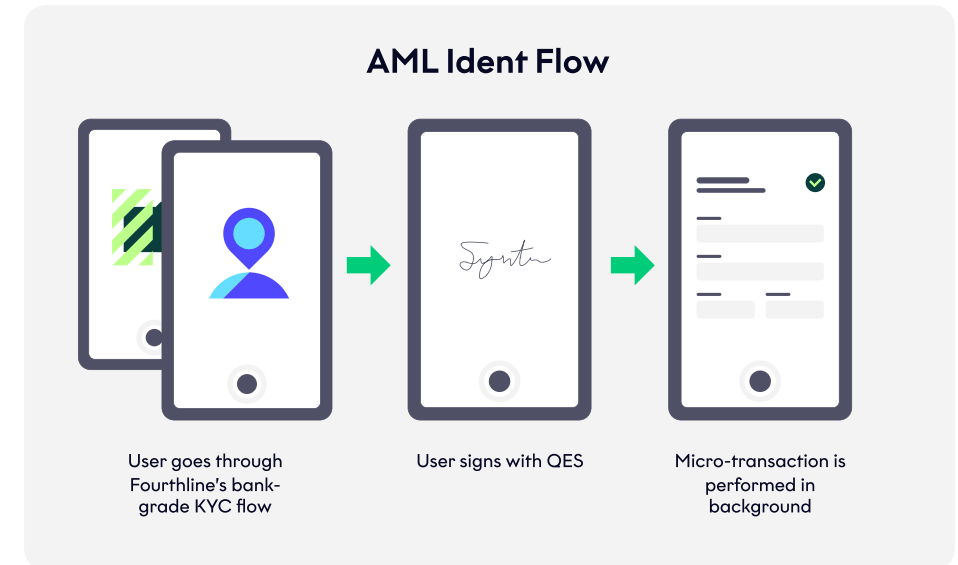 AML Ident Flow
User goes through
Fourthline's bank-
grade KYC flow
User signs with QES
Micro-transaction is
performed in
background